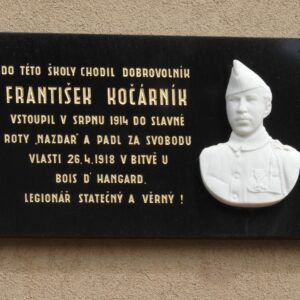 DO TÉTO ŠKOLY CHODIL DOBROVOLNÍK
FRANTIŠEK KOČÁRNÍK
VSTOUPIL V SRPNU 1914 DO SLAVNÉ
ROTY „NAZDAR" A PADL ZA SVOBODU
VLASTI 26.4.1918 V BITVĚ U
BOIS D' HANGARD.
LEGIONÁŘ STATEČNÝ A VĚRNÝ !